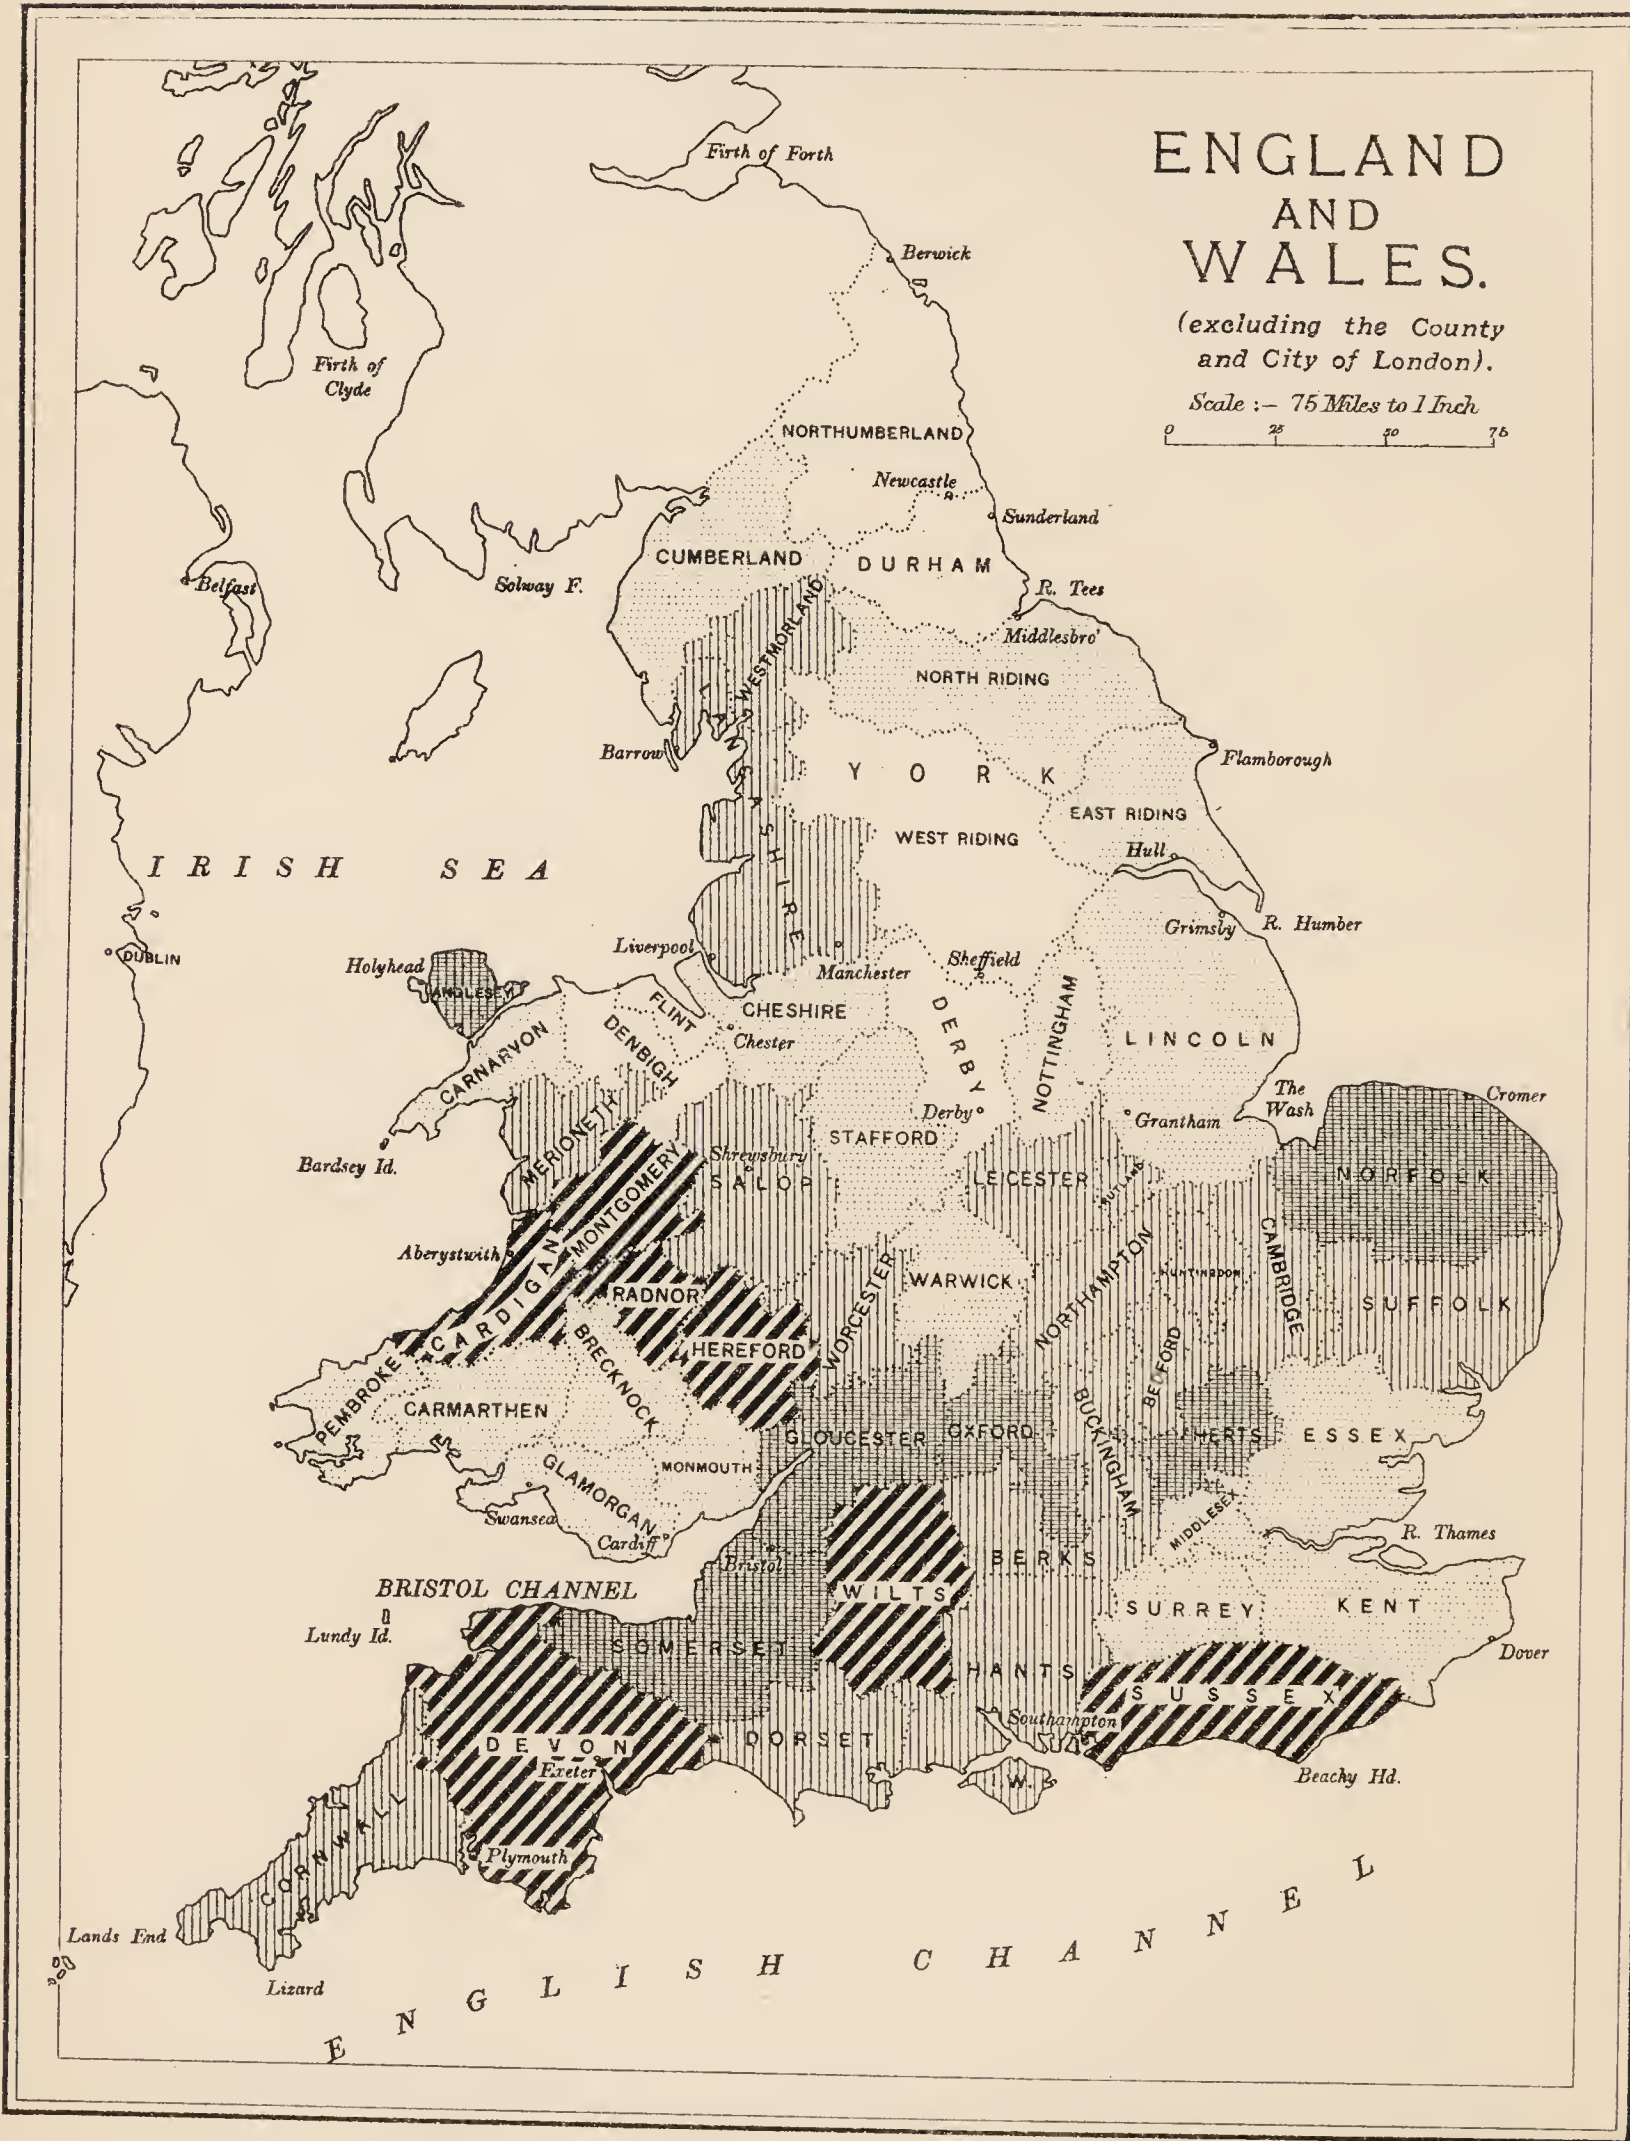 ENGLAND
AND
WALES.
(excluding the County
and City of London).
Scale :– 75 Miles to 1 Inch
0 25 50 75
Firth of Forth
Berwick
Firth of
Clyde
NORTHUMBERLAND
Newcastle
Sunderland
CUMBERLAND
DURHAM
Belfast
Solway F.
R. Tees
Middlesbro'
WESTMORLAND
NORTH RIDING
LANCASHIRE
Barrow
YORK
Flamborough
EAST RIDING
WEST RIDING
Hull
IRISH SEA
Grimsby
R. Humber
Liverpool
DUBLIN
Holyhead
ANGLESEY
Manchester
Sheffield
FLINT
CHESHIRE
DERBY
NOTTINGHAM
LINCOLN
CARNARVON
DENBIGH
Chester
The
Wash
Cromer
Derby
Grantham
STAFFORD
Bardsey Id.
MERIONETH
Shrewsbury
SALOP
LEICESTER
RUTLAND
NORFOLK
MONTGOMERY
Aberystwith
CARDIGAN
RADNOR
WORCESTER
WARWICK
NORTHAMPTON
HUNTINGDON
CAMBRIDGE
SUFFOLK
HEREFORD
BRECKNOCK
PEMBROKE
CARMARTHEN
BEDFORD
BUCKINGHAM
GLOUCESTER
OXFORD
HERTS
ESSEX
MONMOUTH
GLAMORGAN
Swansea
Cardiff
MIDDLESEX
R. Thames
Bristol
BERKS
BRISTOL CHANNEL
WILTS
SURREY
KENT
Lundy Id.
SOMERSET
Dover
HANTS
SUSSEX
Southampton
DEVON
DORSET
Exeter
Beachy Hd.
I. W.
CORNWALL
Plymouth
Lands End
Lizard
ENGLISH CHANNEL